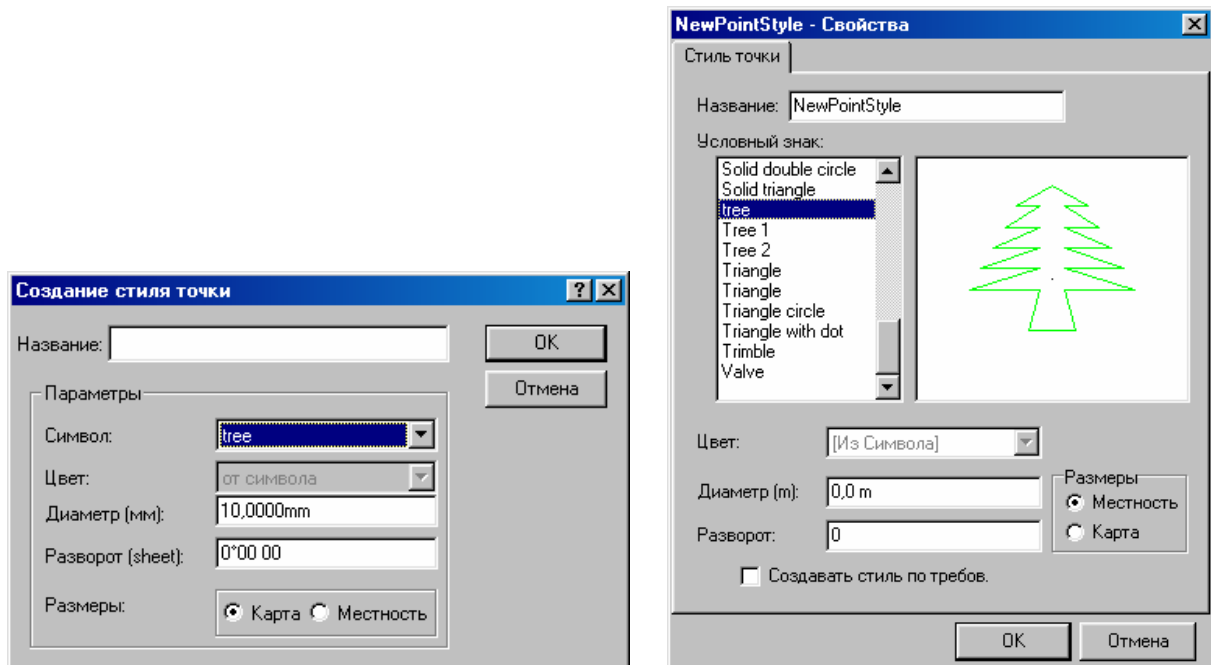 Создание стиля точки
Название:
OK
Отмена
Параметры
Символ: tree
Цвет: от символа
Диаметр (мм): 10,0000mm
Разворот (sheet): 0*00 00
Размеры: Карта Местность
NewPointStyle - Свойства
Стиль точки
Название: NewPointStyle
Условный знак:
Solid double circle
Solid triangle
tree
Tree 1
Tree 2
Triangle
Triangle
Triangle circle
Triangle with dot
Trimble
Valve
Цвет: [Из Символа]
Диаметр (m): 0,0 m
Разворот: 0
Размеры
Местность
Карта
Создавать стиль по требов.
OK
Отмена